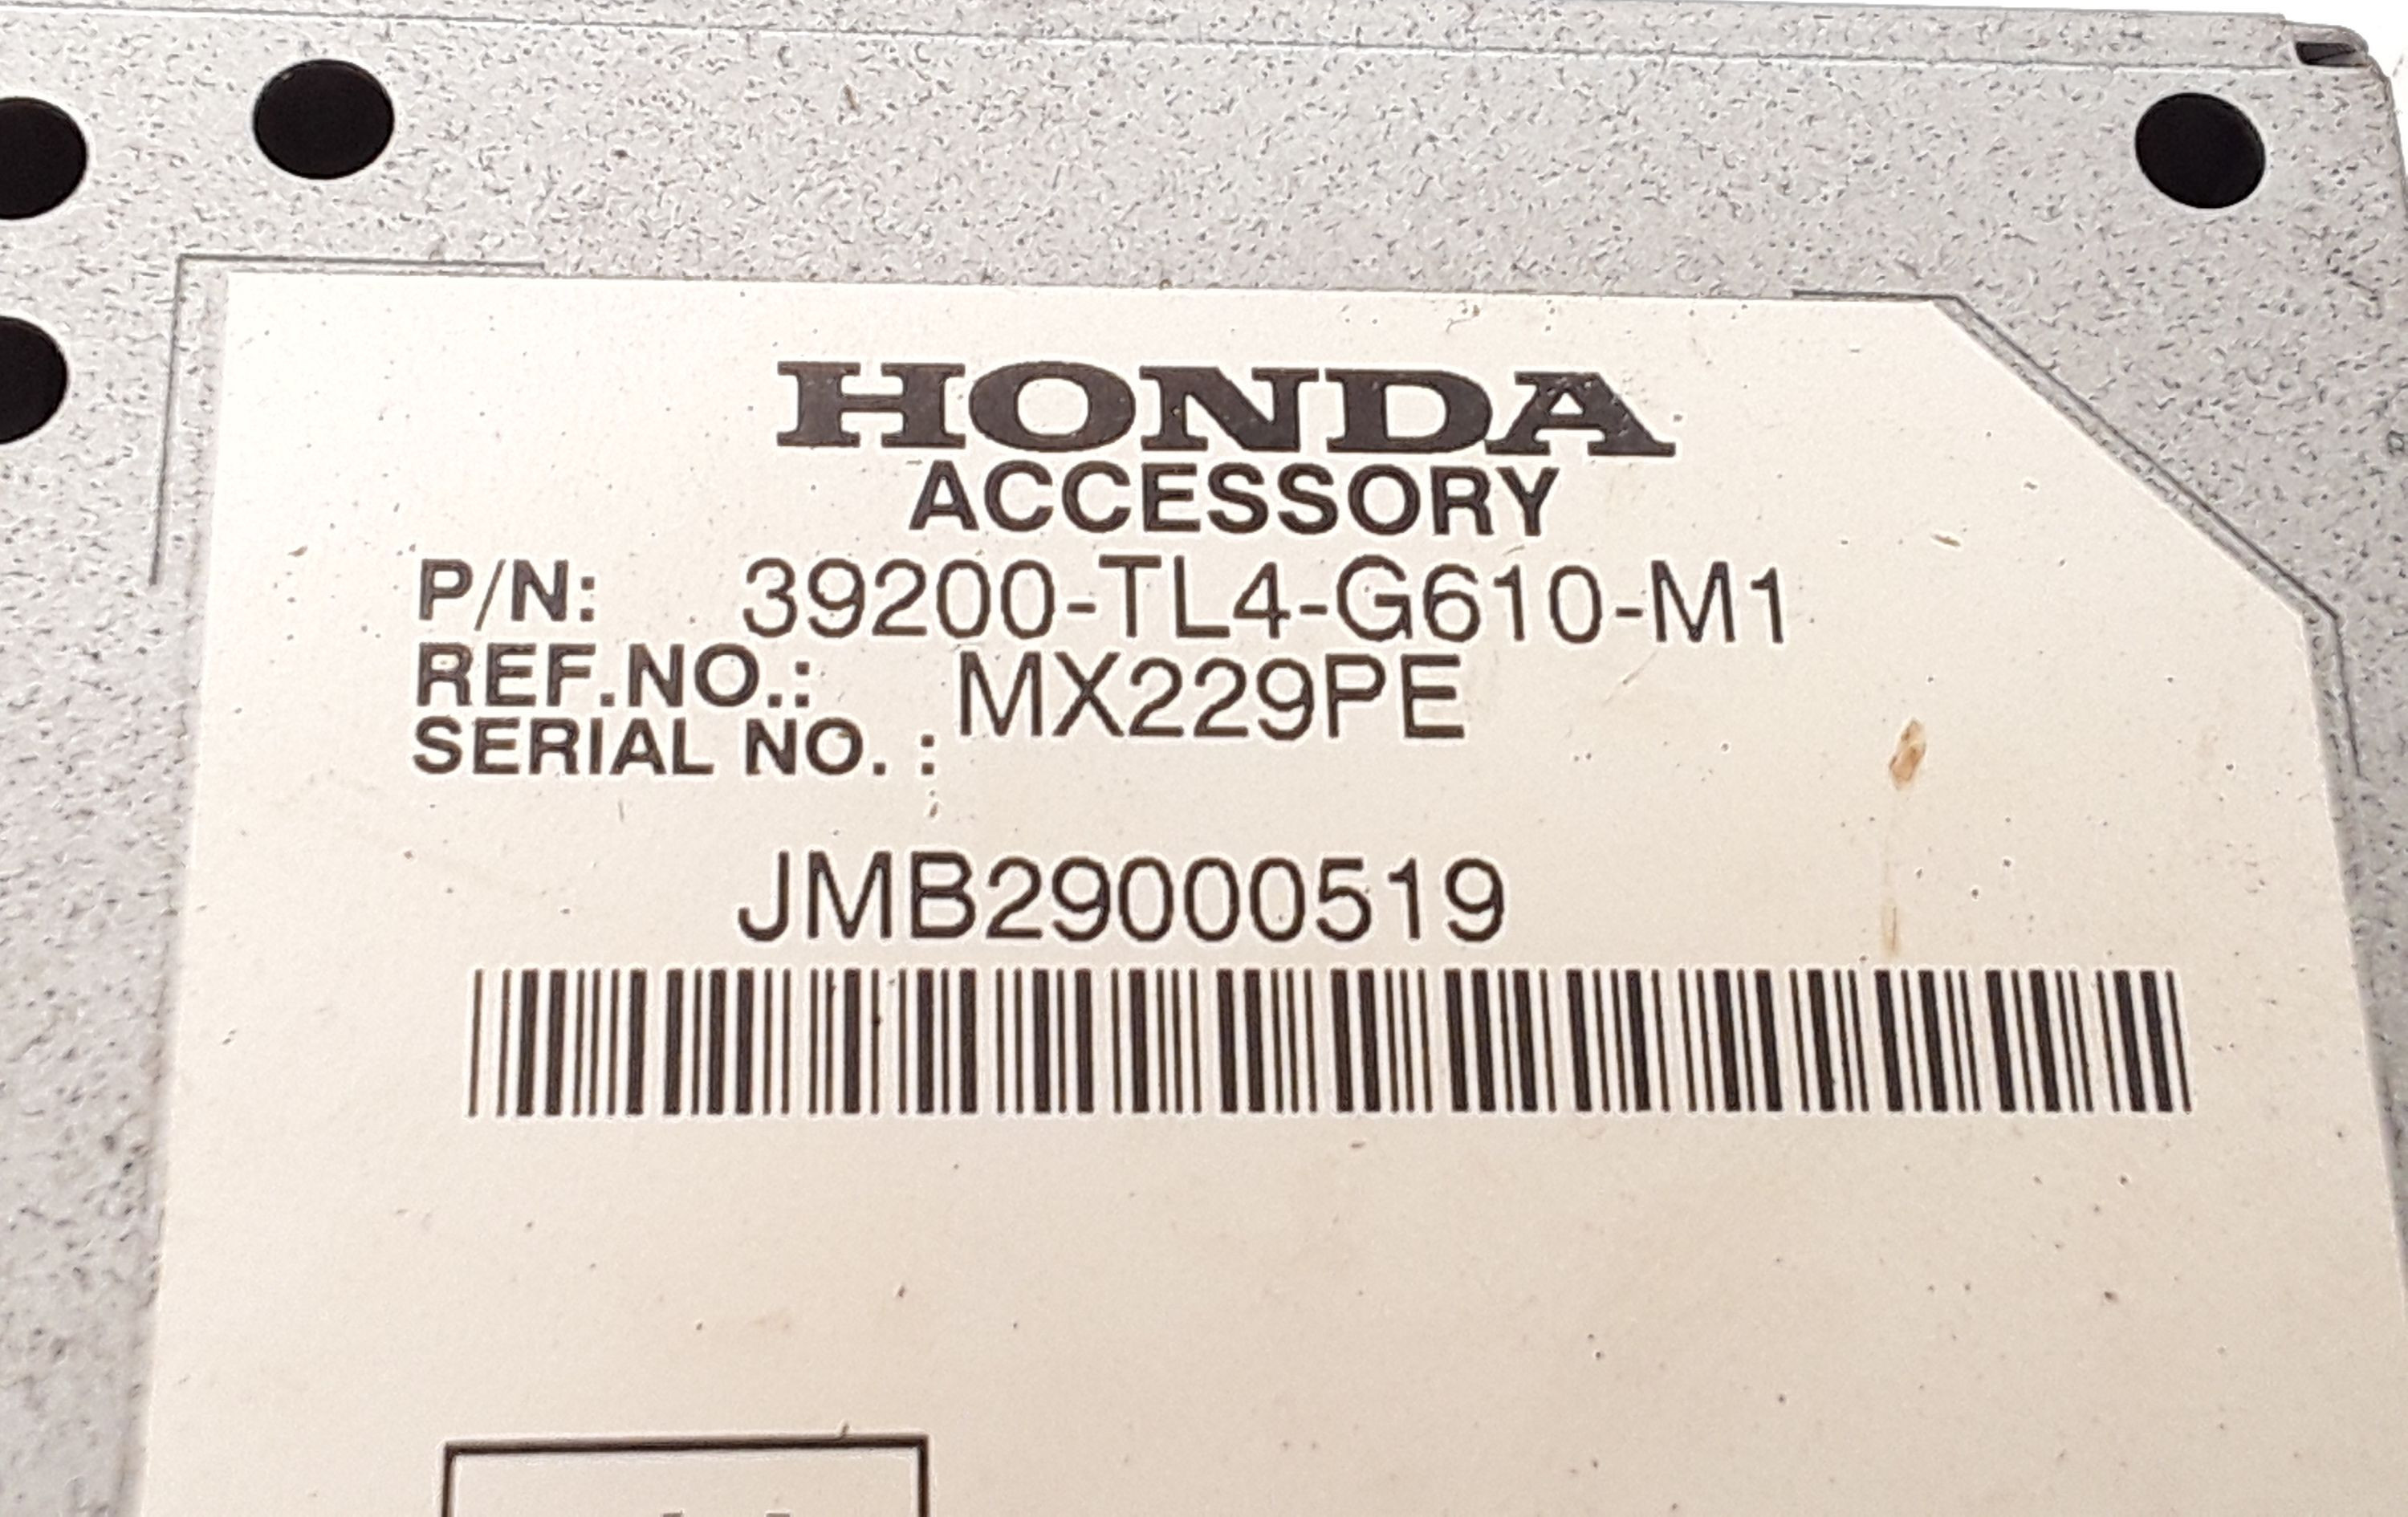 HONDA
ACCESSORY
P/N: 39200-TL4-G610-M1
REF.NO.: MX229PE
SERIAL NO. :
JMB29000519